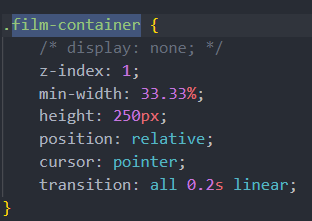 .film-container {
/* display: none; */
z-index: 1;
min-width: 33.33%;
height: 250px;
position: relative;
cursor: pointer;
transition: all 0.2s linear;
}